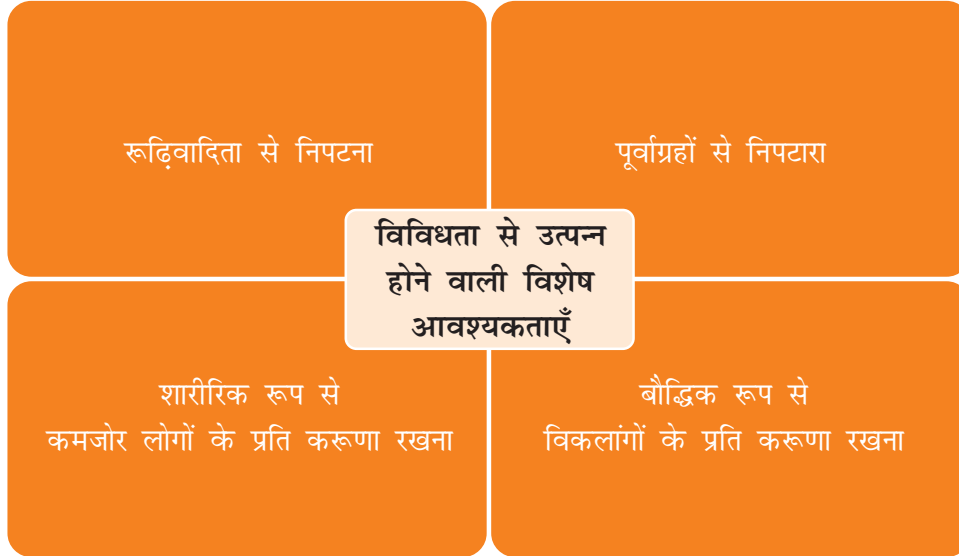 रूढ़िवादिता से निपटना
पूर्वाग्रहों से निपटारा
विविधता से उत्पन्न
होने वाली विशेष
आवश्यकताएँ
शारीरिक रूप से
कमजोर लोगों के प्रति करूणा रखना
बौद्धिक रूप से
विकलांगों के प्रति करूणा रखना